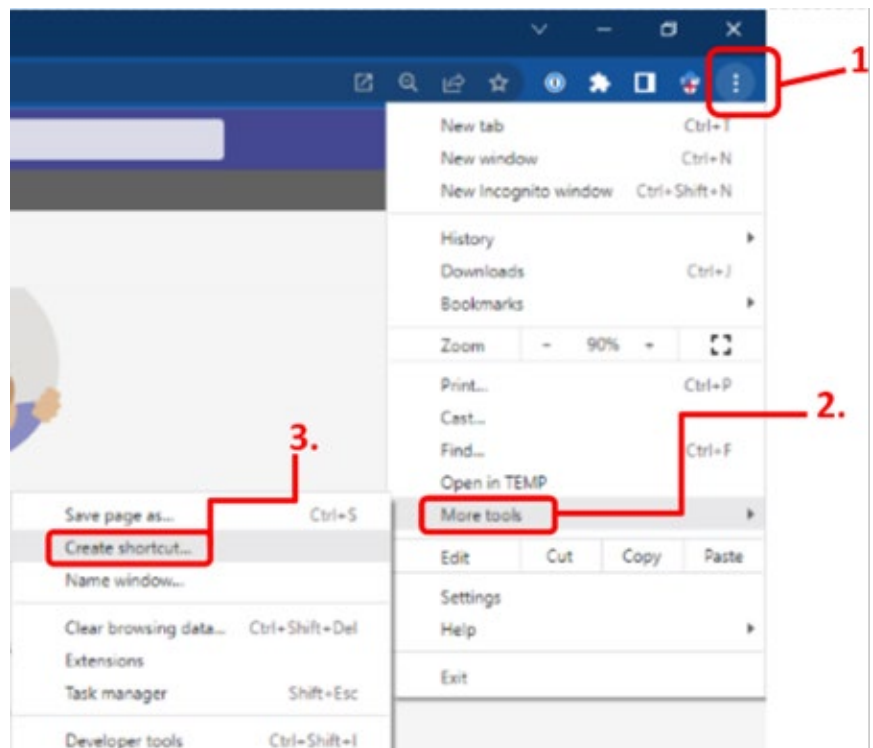 1
New tab Ctrl+T
New window Ctrl+N
New Incognito window Ctrl+Shift+N
History
Downloads Ctrl+J
Bookmarks
Zoom - 90% +
Print... Ctrl+P
Cast...
2.
Find... Ctrl+F
3.
Open in TEMP
More tools
Edit Cut Copy Paste
Settings
Help
Exit
Save page as... Ctrl+S
Create shortcut...
Name window...
Clear browsing data... Ctrl+Shift+Del
Extensions
Task manager Shift+Esc
Developer tools Ctrl+Shift+I